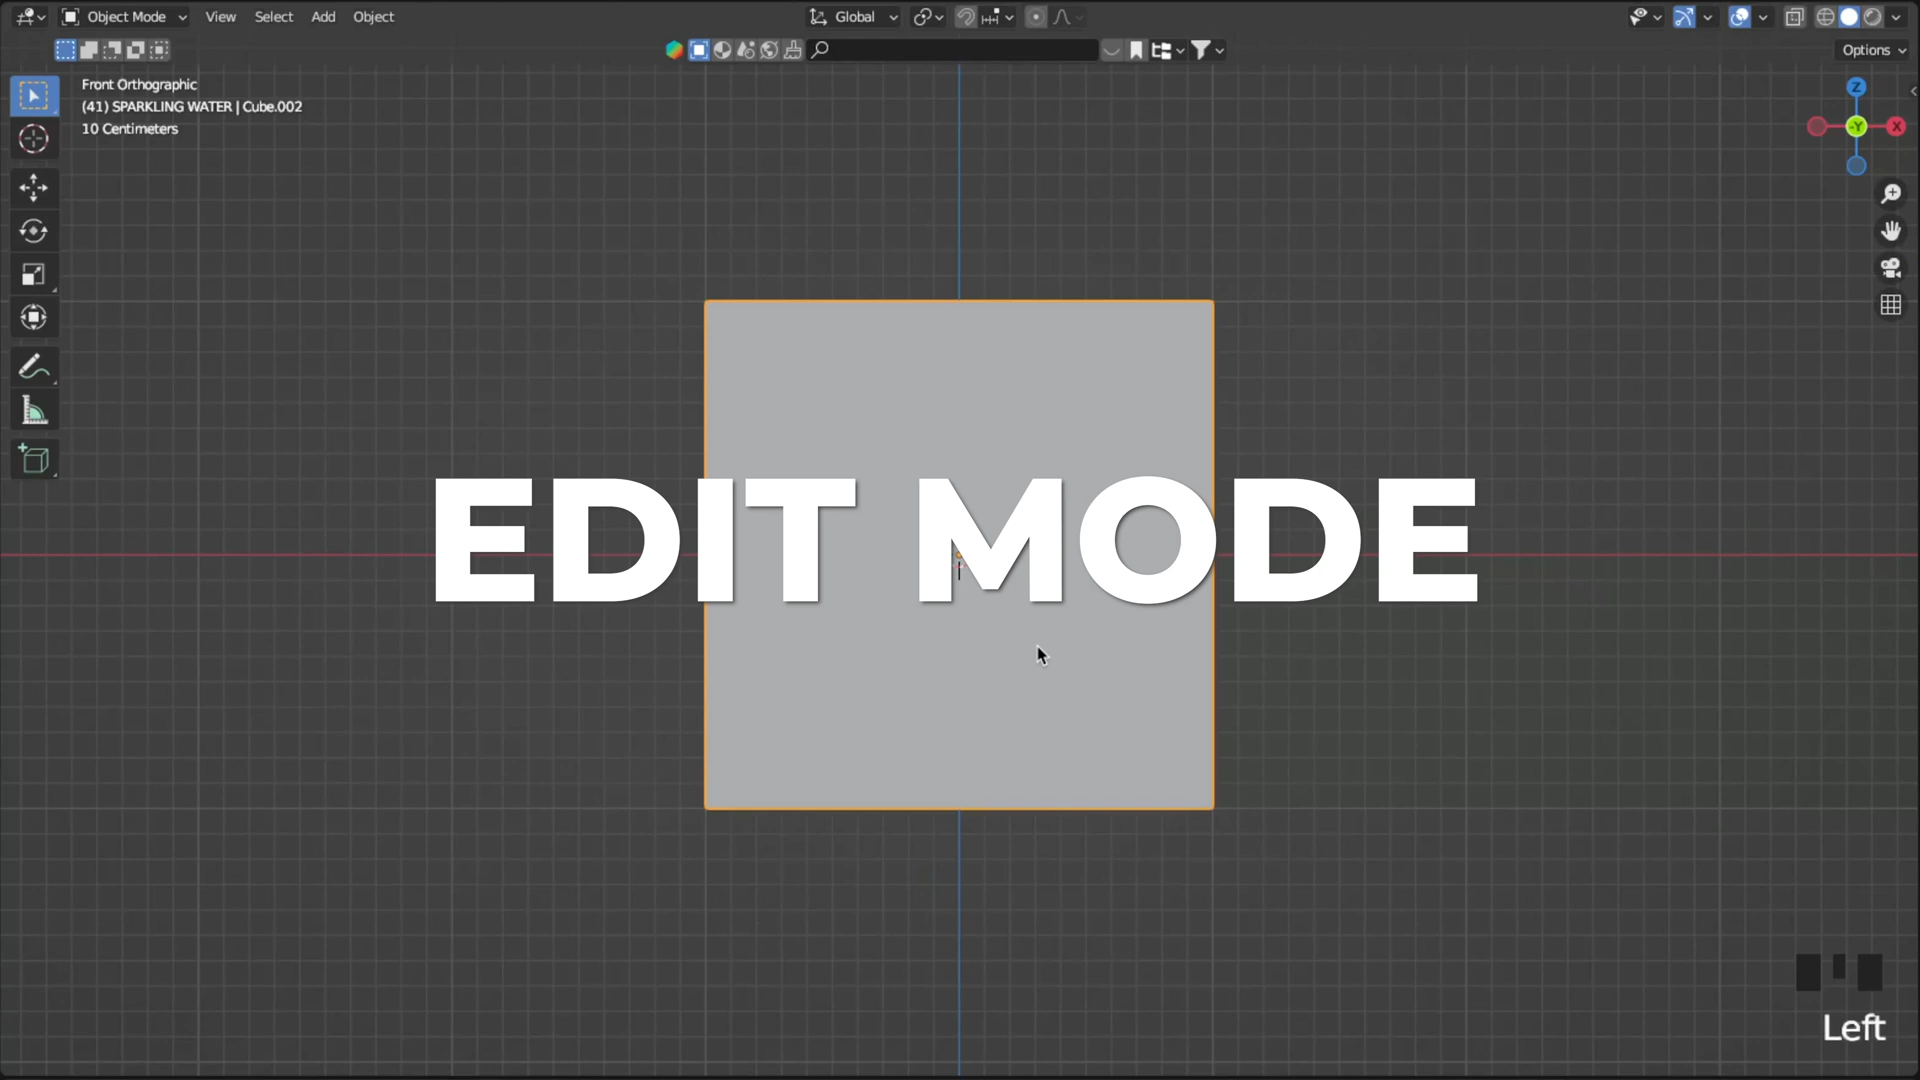 Object Mode View Select Add Object Global
Options
Front Orthographic
(41) SPARKLING WATER | Cube.002
10 Centimeters
Z
-Y X
EDIT MODE
Left